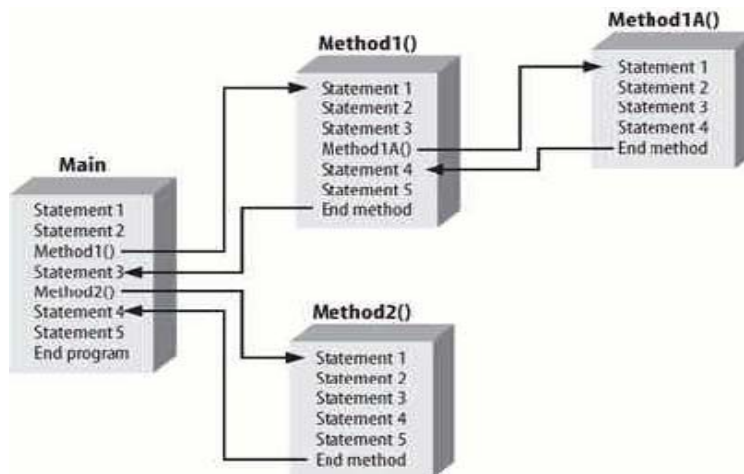 Main
Statement 1
Statement 2
Method1()
Statement 3
Method2()
Statement 4
Statement 5
End program
Method1()
Statement 1
Statement 2
Statement 3
Method1A()
Statement 4
Statement 5
End method
Method1A()
Statement 1
Statement 2
Statement 3
Statement 4
End method
Method2()
Statement 1
Statement 2
Statement 3
Statement 4
Statement 5
End method